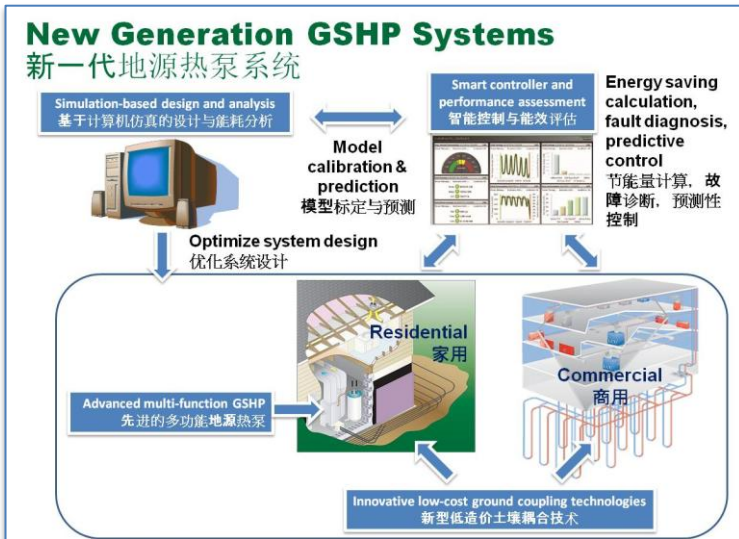 New Generation GSHP Systems
新一代地源热泵系统
Simulation-based design and analysis
基于计算机仿真的设计与能耗分析
Smart controller and
performance assessment
智能控制与能效评估
Energy saving
calculation,
fault diagnosis,
predictive
control
节能量计算, 故
障诊断, 预测性
控制
Model
calibration &
prediction
模型标定与预测
Optimize system design
优化系统设计
Residential
家用
Commercial
商用
Advanced multi-function GSHP
先进的多功能地源热泵
Innovative low-cost ground coupling technologies
新型低造价土壤耦合技术